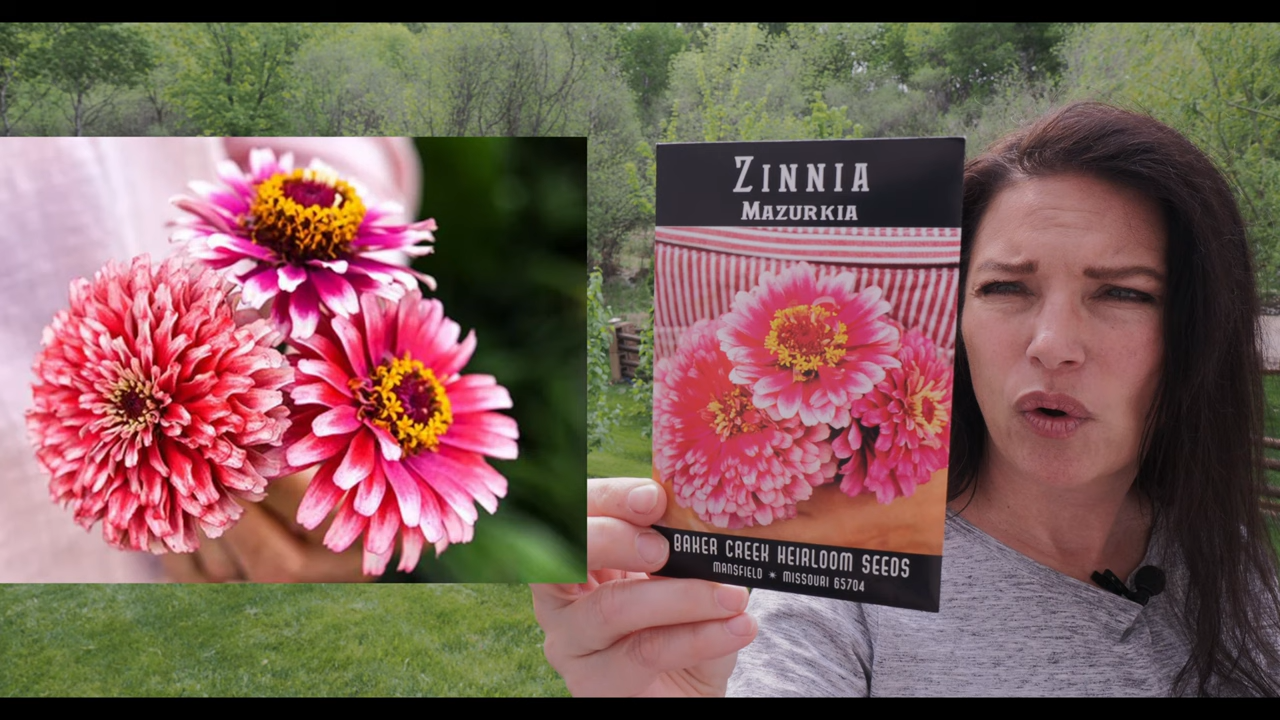 ZINNIA
MAZURKIA
BAKER CREEK HEIRLOOM SEEDS
MANSFIELD * MISSOURI 65704